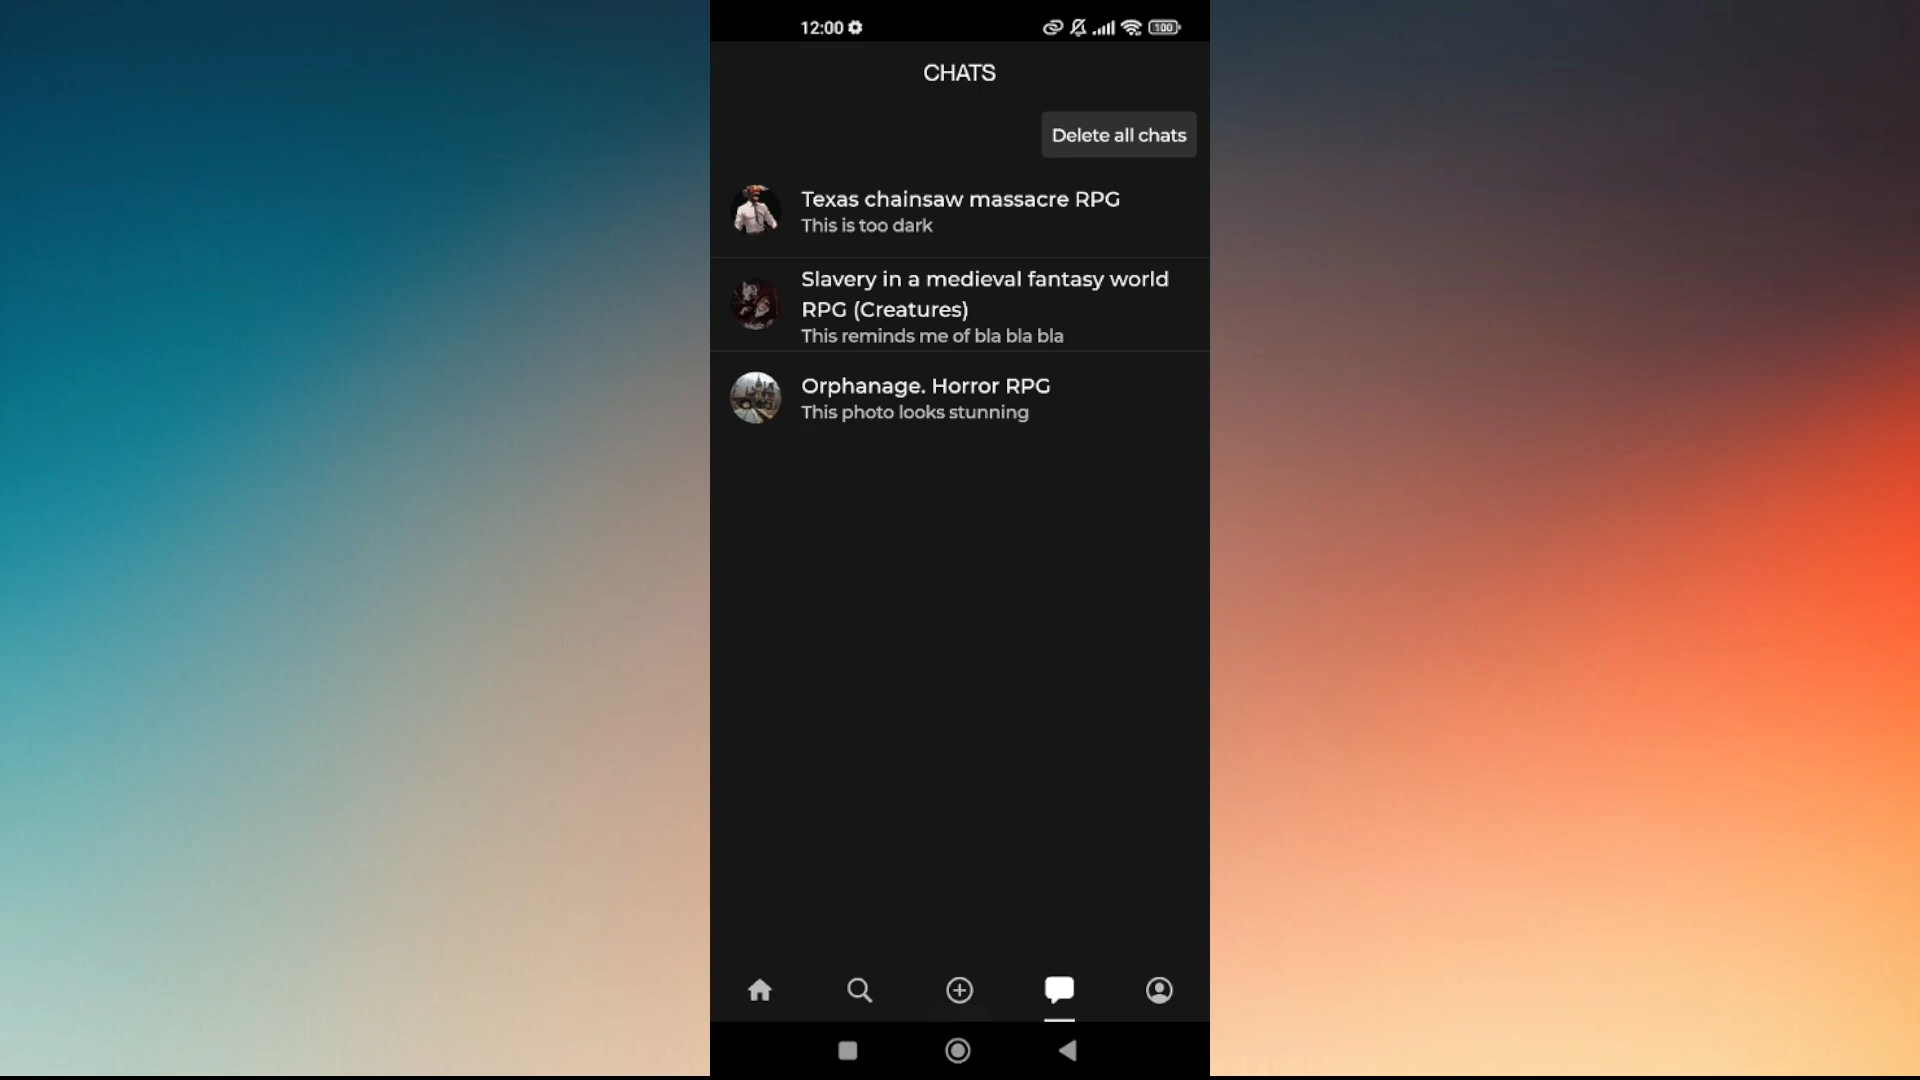 12:00
100
CHATS
Delete all chats
Texas chainsaw massacre RPG
This is too dark
Slavery in a medieval fantasy world
RPG (Creatures)
This reminds me of bla bla bla
Orphanage. Horror RPG
This photo looks stunning